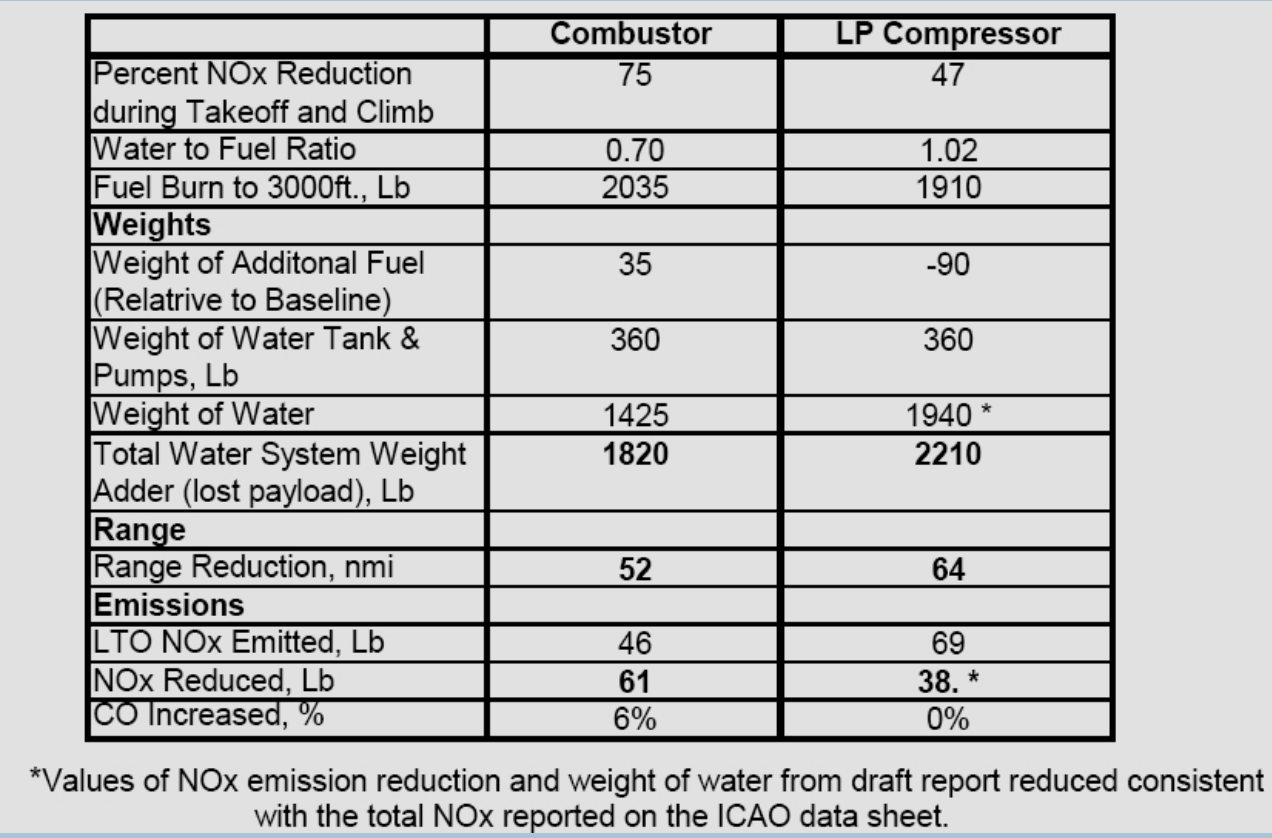 Combustor LP Compressor
Percent NOx Reduction 75 47
during Takeoff and Climb
Water to Fuel Ratio 0.70 1.02
Fuel Burn to 3000ft., Lb 2035 1910
Weights
Weight of Additonal Fuel 35 -90
(Relatrive to Baseline)
Weight of Water Tank & 360 360
Pumps, Lb
Weight of Water 1425 1940 *
Total Water System Weight 1820 2210
Adder (lost payload), Lb
Range
Range Reduction, nmi 52 64
Emissions
LTO NOx Emitted, Lb 46 69
NOx Reduced, Lb 61 38. *
CO Increased, % 6% 0%
*Values of NOx emission reduction and weight of water from draft report reduced consistent
with the total NOx reported on the ICAO data sheet.